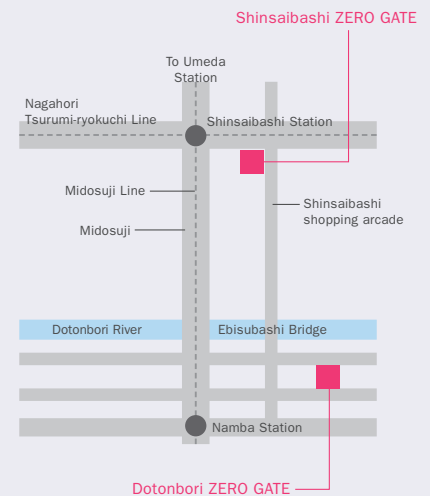 Shinsaibashi ZERO GATE
To Umeda
Station
Nagahori
Tsurumi-ryokuchi Line
Shinsaibashi Station
Midosuji Line
Shinsaibashi
shopping arcade
Midosuji
Dotonbori River
Ebisubashi Bridge
Namba Station
Dotonbori ZERO GATE